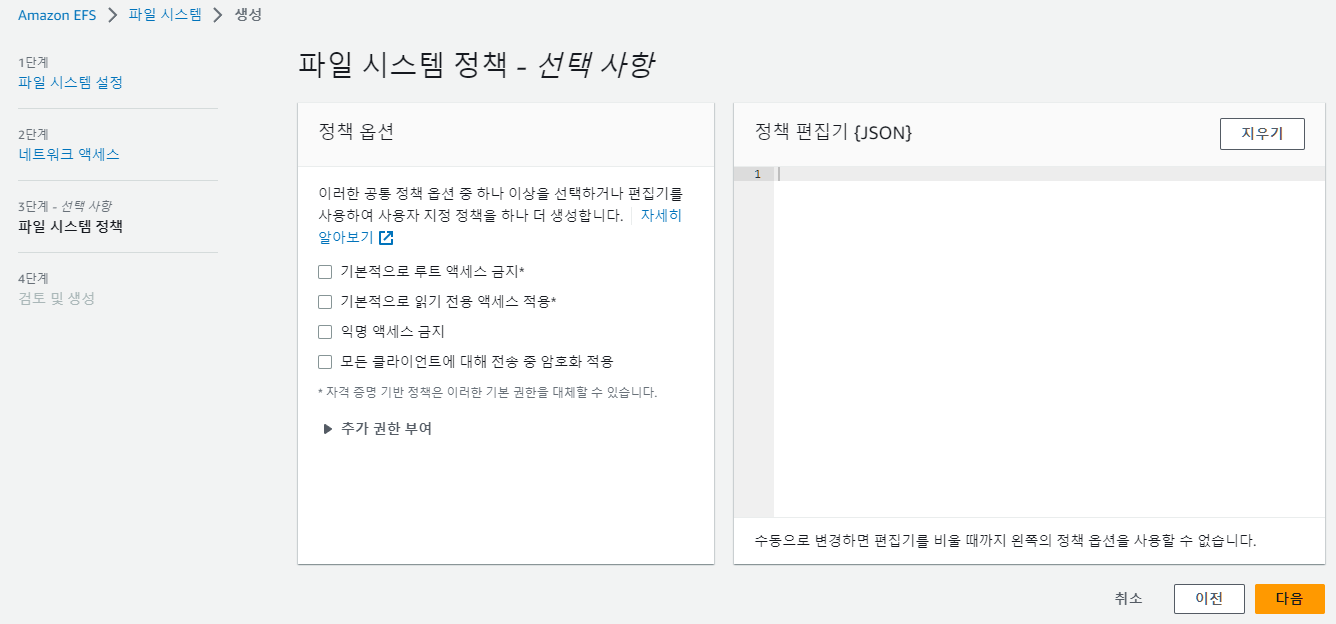 Amazon EFS > 파일 시스템 > 생성
1단계
파일 시스템 설정
2단계
네트워크 액세스
3단계 - 선택 사항
파일 시스템 정책
4단계
검토 및 생성
파일 시스템 정책 - 선택 사항
정책 옵션
이러한 공통 정책 옵션 중 하나 이상을 선택하거나 편집기를
사용하여 사용자 지정 정책을 하나 더 생성합니다. 자세히
알아보기
기본적으로 루트 액세스 금지*
기본적으로 읽기 전용 액세스 적용*
익명 액세스 금지
모든 클라이언트에 대해 전송 중 암호화 적용
* 자격 증명 기반 정책은 이러한 기본 권한을 대체할 수 있습니다.
추가 권한 부여
정책 편집기 {JSON}
지우기
1
수동으로 변경하면 편집기를 비울 때까지 왼쪽의 정책 옵션을 사용할 수 없습니다.
취소
이전
다음